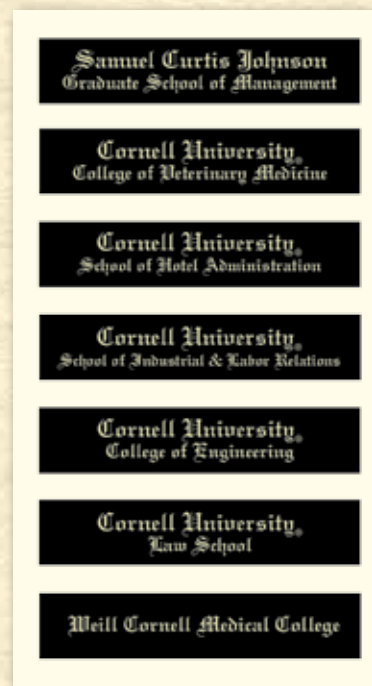 Samuel Curtis Johnson
Graduate School of Management
Cornell University®
College of Veterinary Medicine
Cornell University®
School of Hotel Administration
Cornell University®
School of Industrial & Labor Relations
Cornell University®
College of Engineering
Cornell University®
Law School
Weill Cornell Medical College